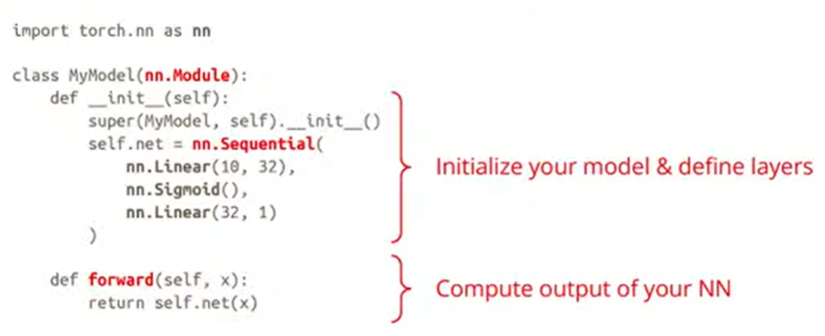 import torch.nn as nn
class MyModel(nn.Module):
    def __init__(self):
        super(MyModel, self).__init__()
        self.net = nn.Sequential(
            nn.Linear(10, 32),
            nn.Sigmoid(),
            nn.Linear(32, 1)
        )
Initialize your model & define layers
    def forward(self, x):
        return self.net(x)
Compute output of your NN